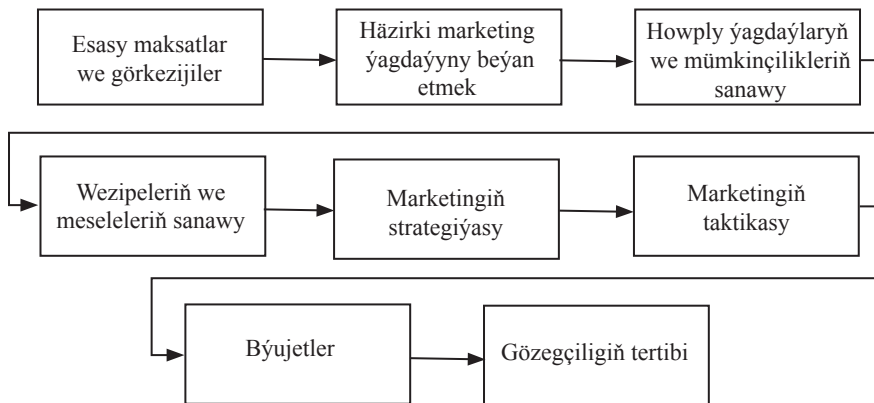 Esasy maksatlar
we görkezijiler
Häzirki marketing
ýagdaýyny beýan
etmek
Howply ýagdaýlaryň
we mümkinçilikleriň
sanawy
Wezipeleriň we
meseleleriň sanawy
Marketingiň
strategiýasy
Marketingiň
taktikasy
Býujetler
Gözegçiligiň tertibi